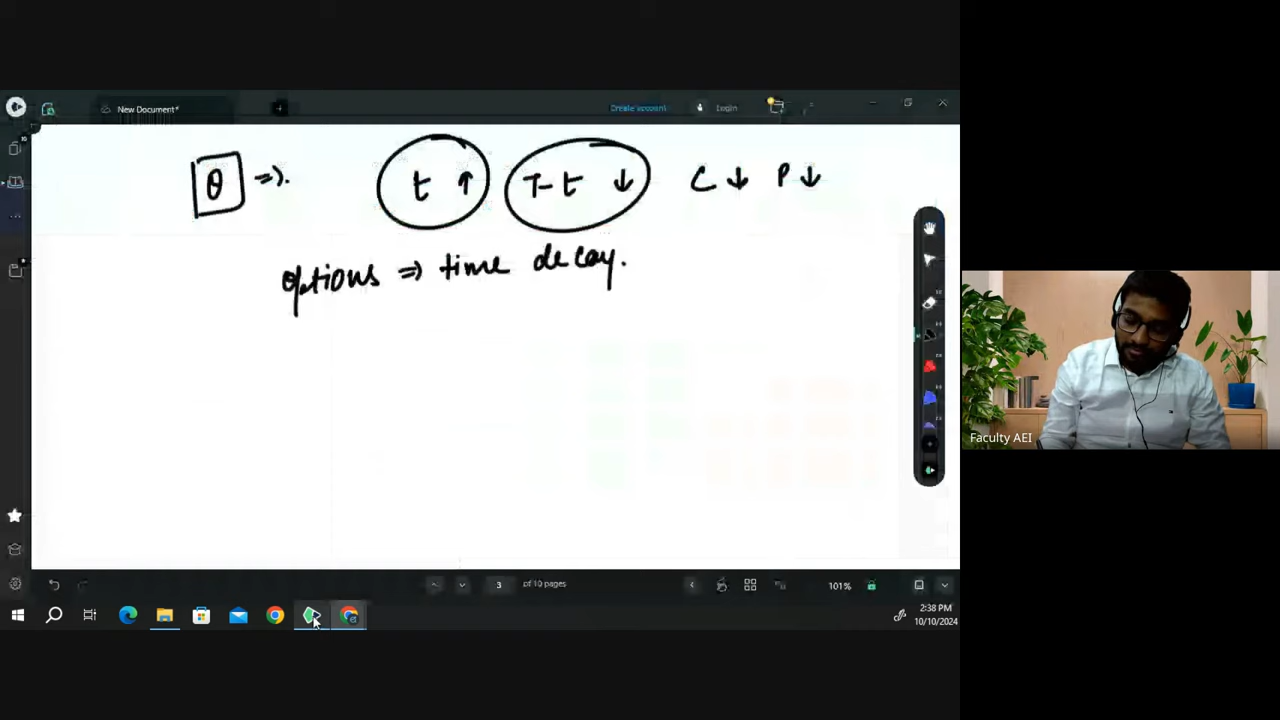 New Document*
Create account
Login
θ => t ↑ T-t ↓ C ↓ P ↓
options => time decay.
Faculty AEI
3 of 10 pages
101%
2:38 PM
10/10/2024